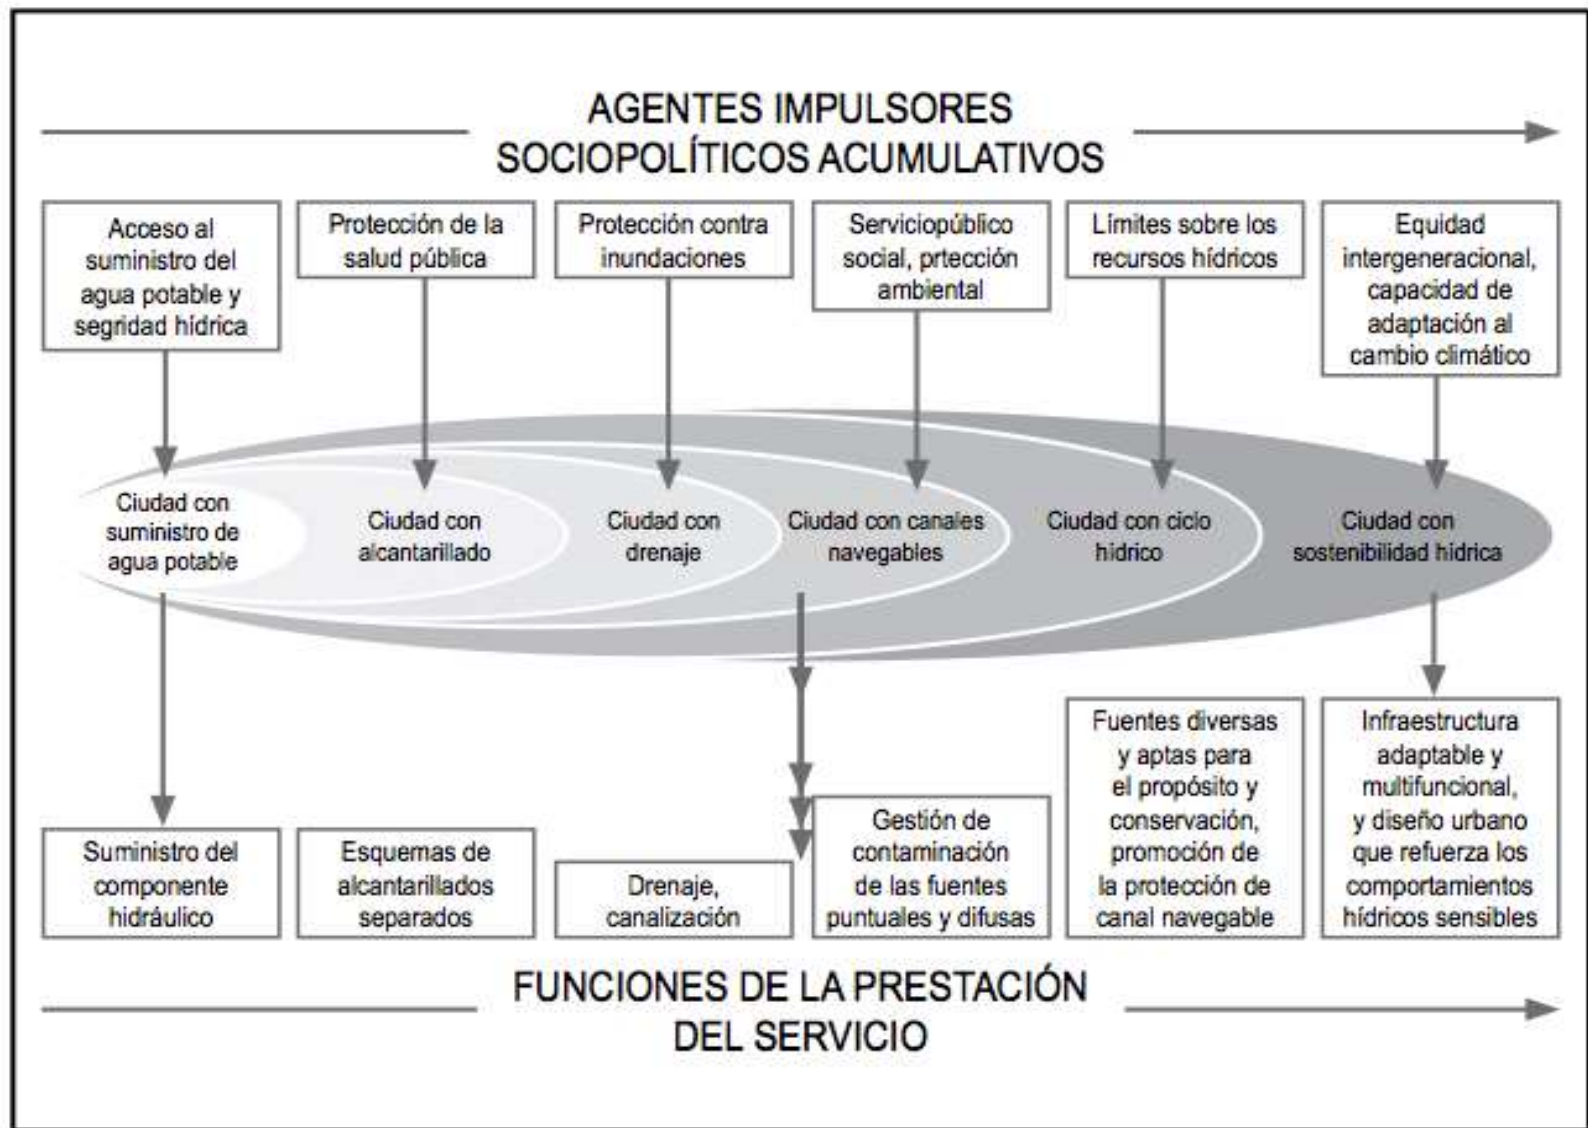 AGENTES IMPULSORES
SOCIOPOLÍTICOS ACUMULATIVOS
Acceso al
suministro del
agua potable y
segridad hídrica
Protección de la
salud pública
Protección contra
inundaciones
Serviciopúblico
social, prtección
ambiental
Límites sobre los
recursos hídricos
Equidad
intergeneracional,
capacidad de
adaptación al
cambio climático
Ciudad con
suministro de
agua potable
Ciudad con
alcantarillado
Ciudad con
drenaje
Ciudad con canales
navegables
Ciudad con ciclo
hídrico
Ciudad con
sostenibilidad hídrica
Suministro del
componente
hidráulico
Esquemas de
alcantarillados
separados
Drenaje,
canalización
Gestión de
contaminación
de las fuentes
puntuales y difusas
Fuentes diversas
y aptas para
el propósito y
conservación,
promoción de
la protección de
canal navegable
Infraestructura
adaptable y
multifuncional,
y diseño urbano
que refuerza los
comportamientos
hídricos sensibles
FUNCIONES DE LA PRESTACIÓN
DEL SERVICIO